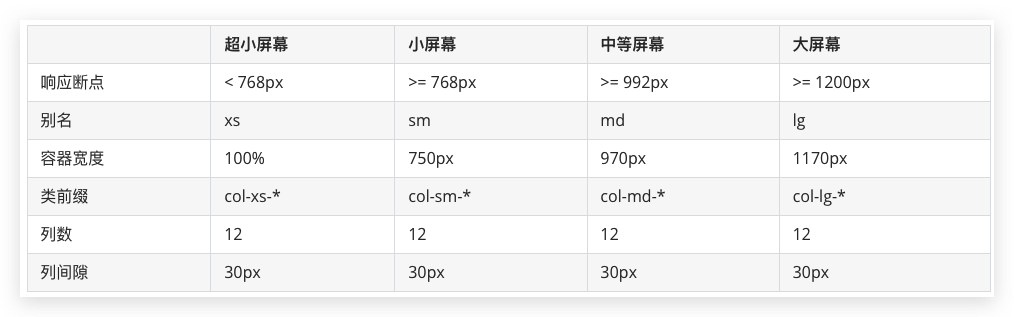 超小屏幕 小屏幕 中等屏幕 大屏幕
响应断点 < 768px >= 768px >= 992px >= 1200px
别名 xs sm md lg
容器宽度 100% 750px 970px 1170px
类前缀 col-xs-* col-sm-* col-md-* col-lg-*
列数 12 12 12 12
列间隙 30px 30px 30px 30px